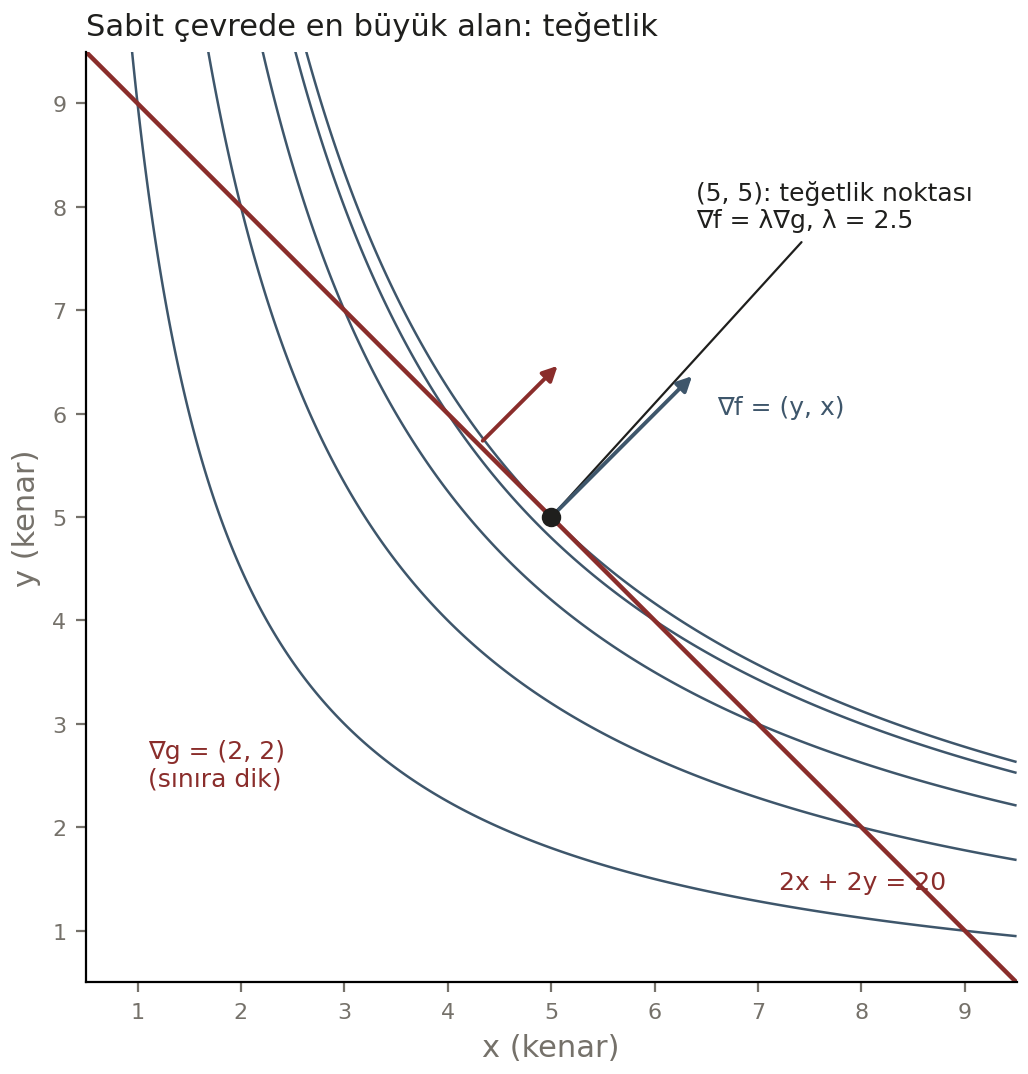 Sabit çevrede en büyük alan: teğetlik
(5, 5): teğetlik noktası
∇f = λ∇g, λ = 2.5
∇f = (y, x)
∇g = (2, 2)
(sınıra dik)
2x + 2y = 20
y (kenar)
9
8
7
6
5
4
3
2
1
1 2 3 4 5 6 7 8 9
x (kenar)